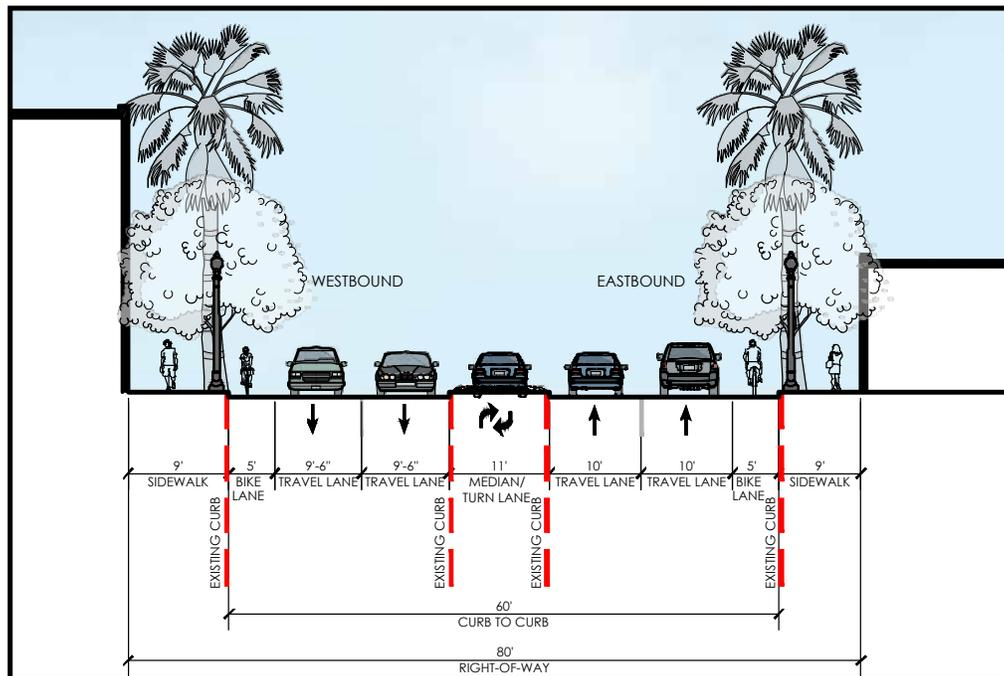 WESTBOUND
EASTBOUND
9'
5'
9'-6"
9'-6"
11'
10'
10'
5'
9'
SIDEWALK
BIKE
LANE
TRAVEL LANE
TRAVEL LANE
MEDIAN/
TURN LANE
TRAVEL LANE
TRAVEL LANE
BIKE
LANE
SIDEWALK
EXISTING CURB
EXISTING CURB
EXISTING CURB
EXISTING CURB
60'
CURB TO CURB
80'
RIGHT-OF-WAY